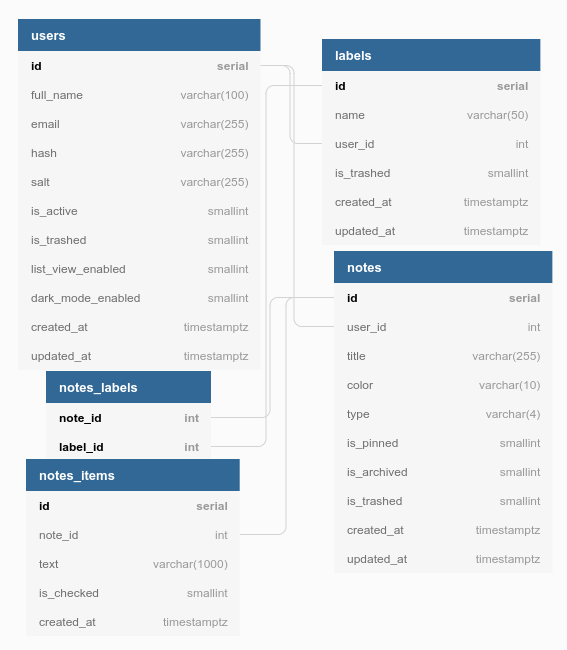 users
id serial
full_name varchar(100)
email varchar(255)
hash varchar(255)
salt varchar(255)
is_active smallint
is_trashed smallint
list_view_enabled smallint
dark_mode_enabled smallint
created_at timestamptz
updated_at timestamptz
labels
id serial
name varchar(50)
user_id int
is_trashed smallint
created_at timestamptz
updated_at timestamptz
notes
id serial
user_id int
title varchar(255)
color varchar(10)
type varchar(4)
is_pinned smallint
is_archived smallint
is_trashed smallint
created_at timestamptz
updated_at timestamptz
notes_labels
note_id int
label_id int
notes_items
id serial
note_id int
text varchar(1000)
is_checked smallint
created_at timestamptz